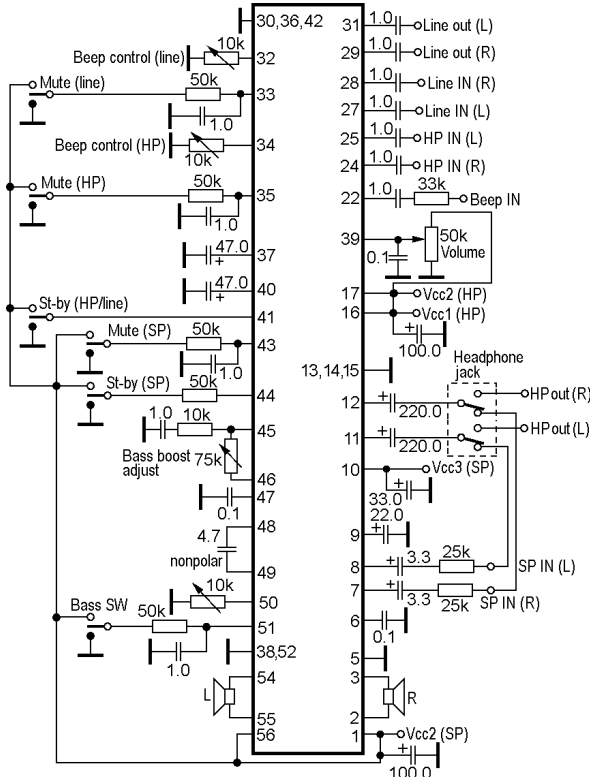 30,36,42
31
1.0
Line out (L)
10k
Beep control (line)
32
29
1.0
Line out (R)
Mute (line)
50k
33
28
1.0
Line IN (R)
1.0
27
1.0
Line IN (L)
Beep control (HP)
10k
34
25
1.0
HP IN (L)
24
1.0
HP IN (R)
Mute (HP)
50k
35
22
1.0
33k
Beep IN
1.0
39
0.1
50k
Volume
47.0
+
37
47.0
+
40
17
Vcc2 (HP)
St-by (HP/line)
41
16
Vcc1 (HP)
Mute (SP)
50k
43
+
100.0
1.0
13,14,15
Headphone
jack
St-by (SP)
50k
44
12
+
220.0
HPout (R)
1.0
10k
45
11
+
220.0
HPout (L)
Bass boost
adjust
75k
46
10
Vcc3 (SP)
47
0.1
+
33.0
22.0
48
4.7
nonpolar
9
+
49
8
+
3.3
25k
SP IN (L)
10k
50
7
+
3.3
25k
SP IN (R)
Bass SW
50k
51
6
0.1
1.0
38,52
5
54
3
L
R
55
2
56
1
Vcc2 (SP)
+
100.0